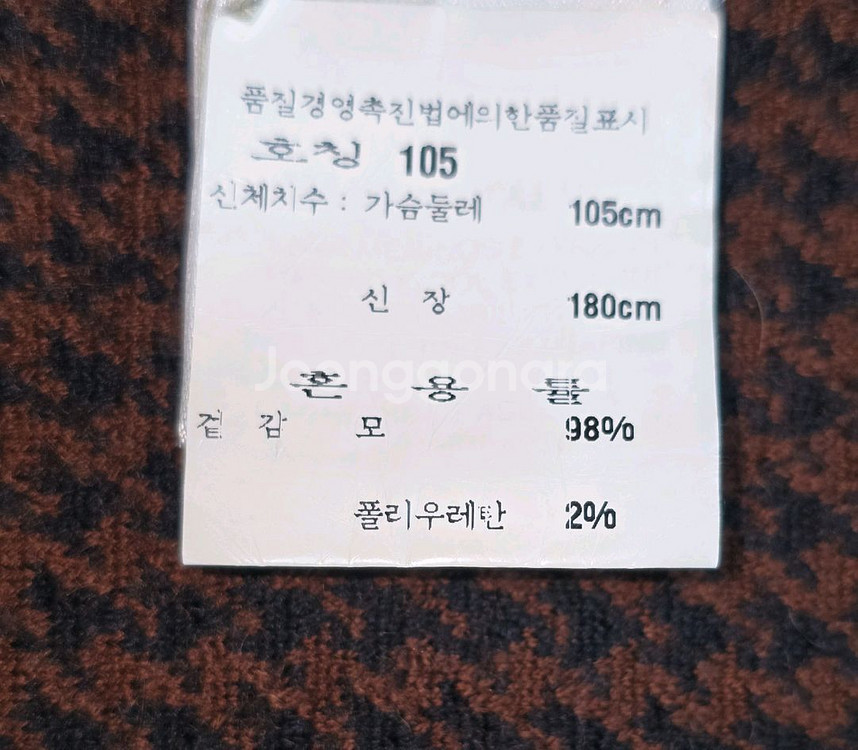 품질경영촉진법에의한품질표시
호칭 105
신체치수 : 가슴둘레 105cm
신 장 180cm
Joonggonara
혼 용 률
겉 감 모 98%
폴리우레탄 2%